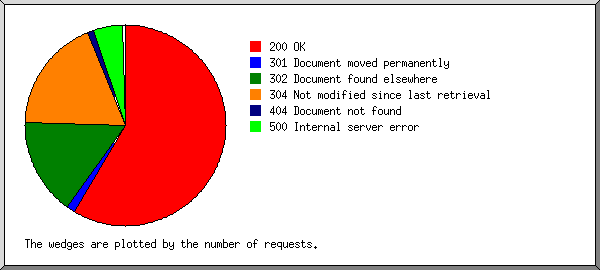 200 OK
301 Document moved permanently
302 Document found elsewhere
304 Not modified since last retrieval
404 Document not found
500 Internal server error
The wedges are plotted by the number of requests.